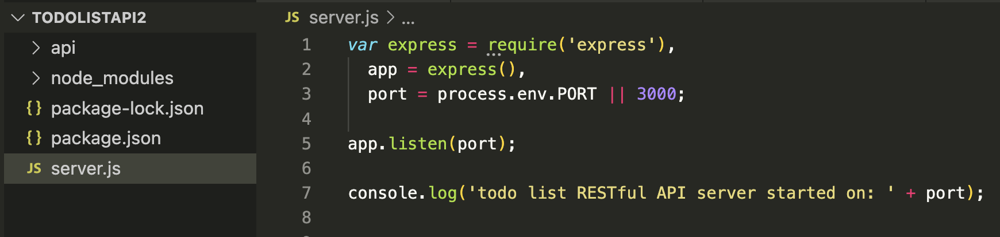 TODOLISTAPI2
api
node_modules
{} package-lock.json
{} package.json
JS server.js
JS server.js > ...
1 var express = require('express'),
2 app = express(),
3 port = process.env.PORT || 3000;
4
5 app.listen(port);
6
7 console.log('todo list RESTful API server started on: ' + port);
8